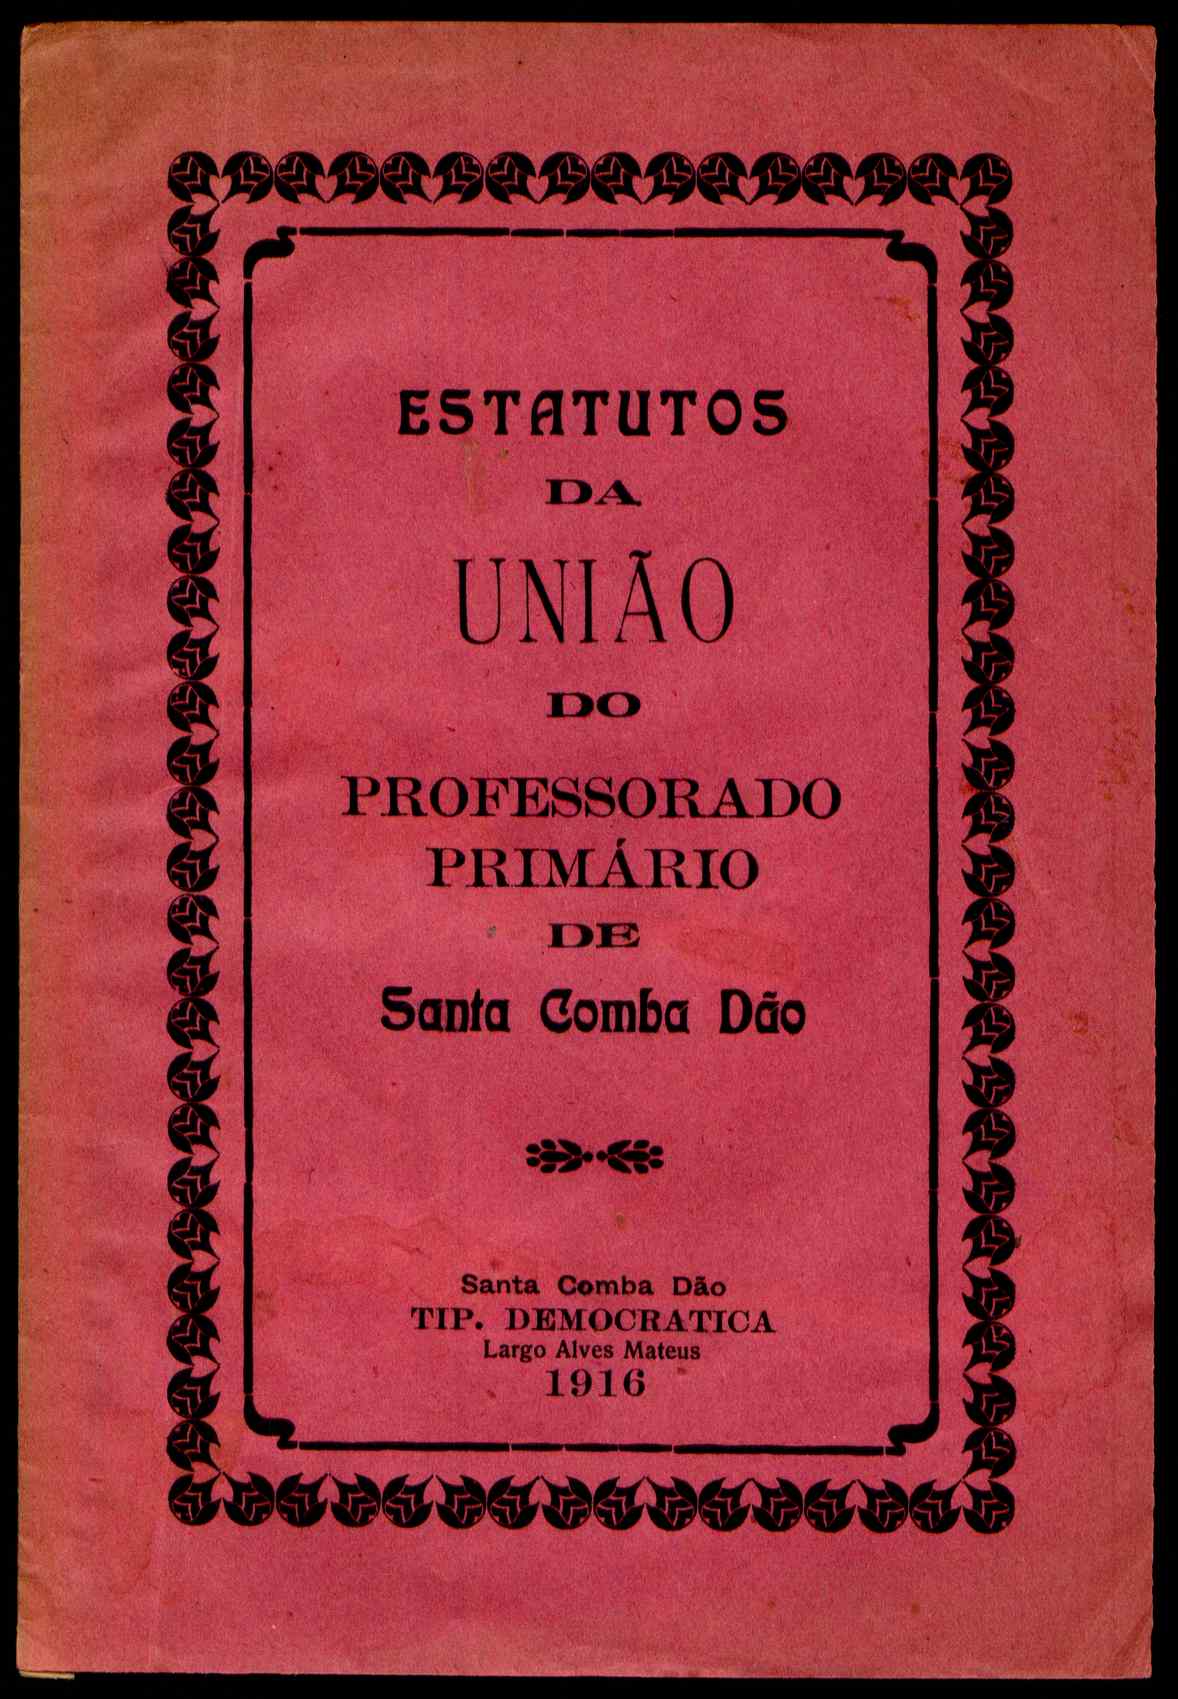 ESTATUTOS
DA
UNIÃO
DO
PROFESSORADO
PRIMÁRIO
DE
Santa Comba Dão
Santa Comba Dão
TIP. DEMOCRATICA
Largo Alves Mateus
1916